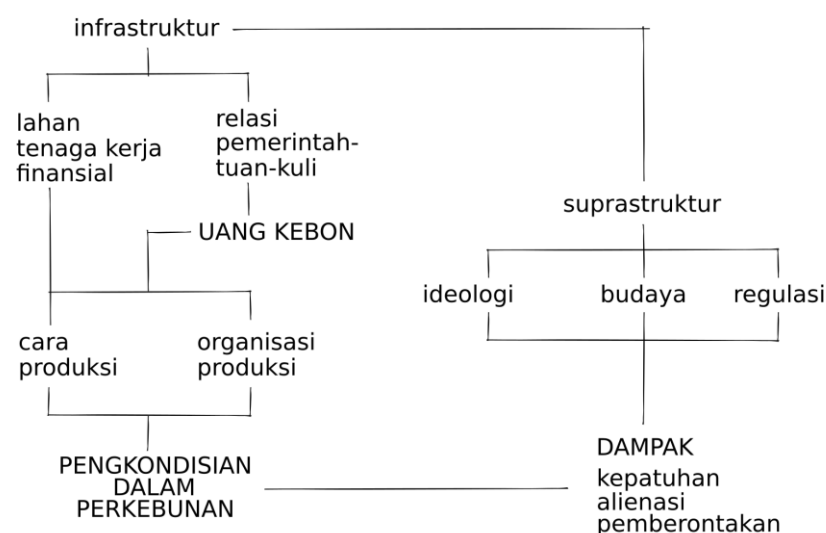 infrastruktur
lahan
tenaga kerja
finansial
relasi
pemerintah-
tuan-kuli
UANG KEBON
suprastruktur
ideologi
budaya
regulasi
cara
produksi
organisasi
produksi
PENGKONDISIAN
DALAM
PERKEBUNAN
DAMPAK
kepatuhan
alienasi
pemberontakan